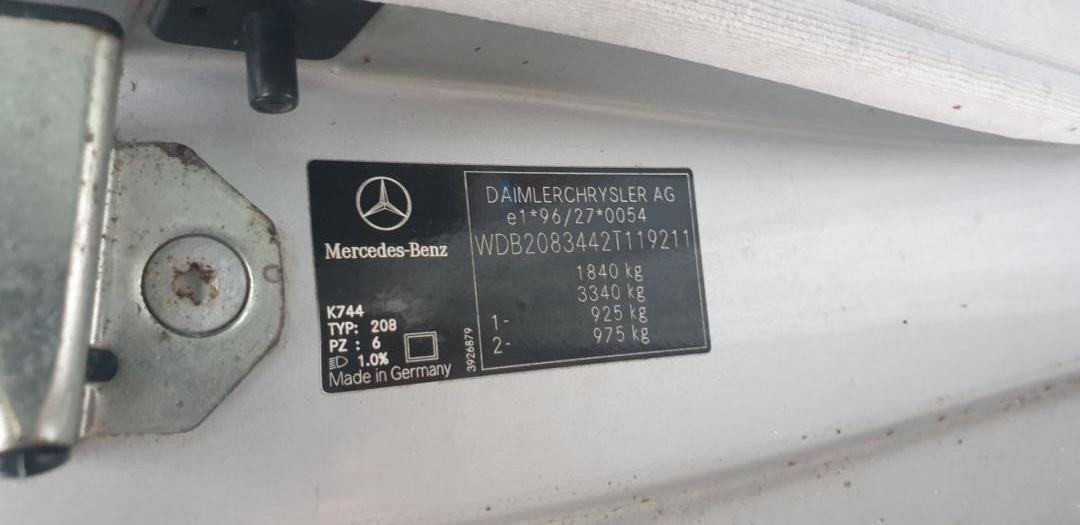 Mercedes-Benz
K744
TYP: 208
PZ : 6
1.0%
Made in Germany
3926879
DAIMLERCHRYSLER AG
e1*96/27*0054
WDB2083442T119211
1840 kg
3340 kg
1- 925 kg
2- 975 kg